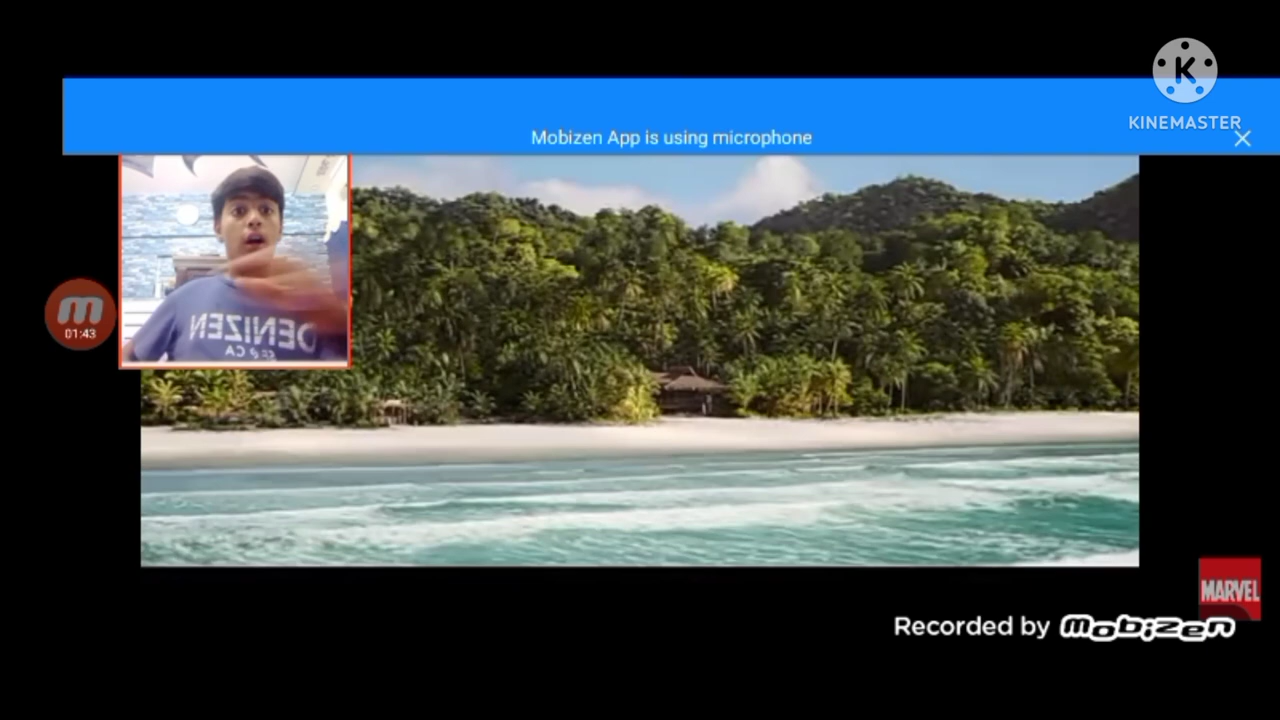 KINEMASTER
Mobizen App is using microphone
01:43
DENIZEN
MARVEL
Recorded by mobizen